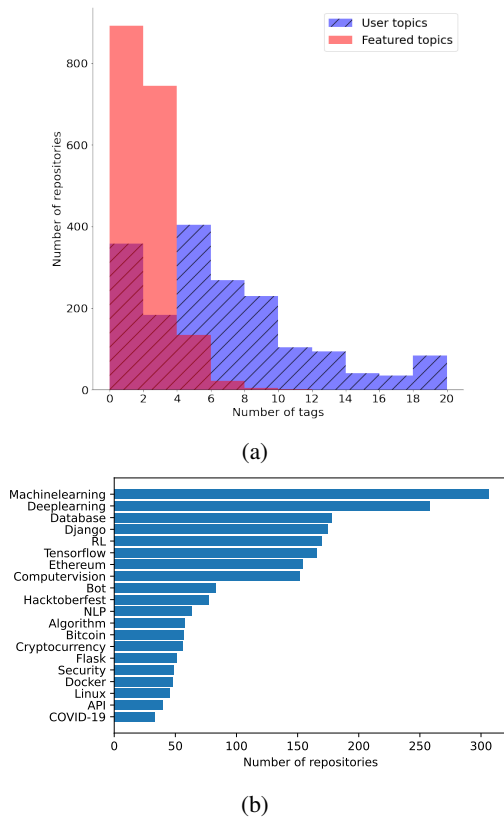 User topics
Featured topics
Number of repositories
800
600
400
200
0
0 2 4 6 8 10 12 14 16 18 20
Number of tags
(a)
Machinelearning
Deeplearning
Database
Django
RL
Tensorflow
Ethereum
Computervision
Bot
Hacktoberfest
NLP
Algorithm
Bitcoin
Cryptocurrency
Flask
Security
Docker
Linux
API
COVID-19
0 50 100 150 200 250 300
Number of repositories
(b)